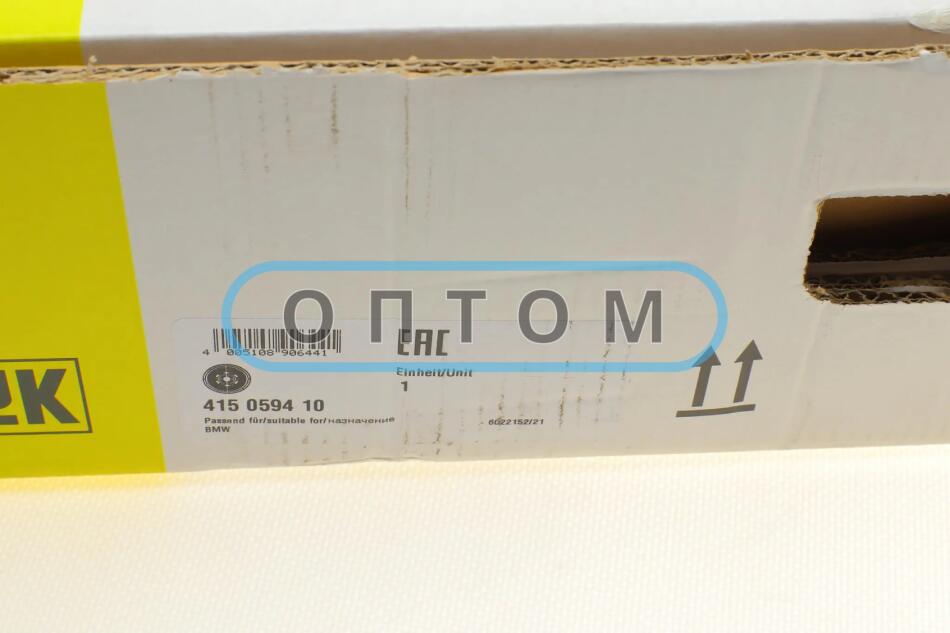 ОПТОМ
4 005108 906441
EAC
Einheit/Unit
1
415 0594 10
Passend für/suitable for/назначение
BMW
6022152/21